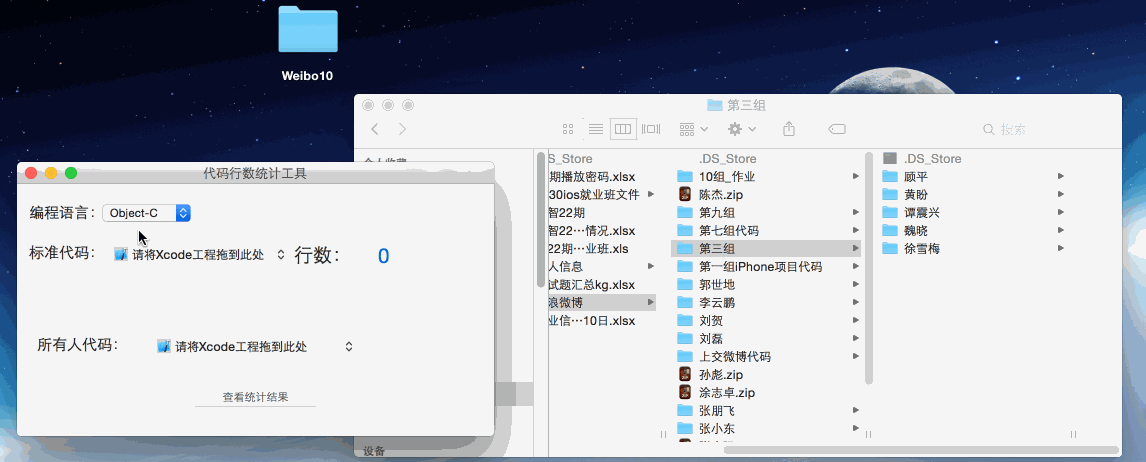 Weibo10
第三组
搜索
个人收藏
代码行数统计工具
编程语言：
Object-C
标准代码：
请将Xcode工程拖到此处
行数：
0
所有人代码：
请将Xcode工程拖到此处
查看统计结果
设备
S_Store
期播放密码.xlsx
30ios就业班文件
智22期
智22…情况.xlsx
22期…业班.xls
人信息
试题汇总kg.xlsx
浪微博
业信…10日.xlsx
.DS_Store
10组_作业
陈杰.zip
第九组
第七组代码
第三组
第一组iPhone项目代码
郭世地
李云鹏
刘贺
刘磊
上交微博代码
孙彪.zip
涂志卓.zip
张朋飞
张小东
.DS_Store
顾平
黄盼
谭震兴
魏晓
徐雪梅